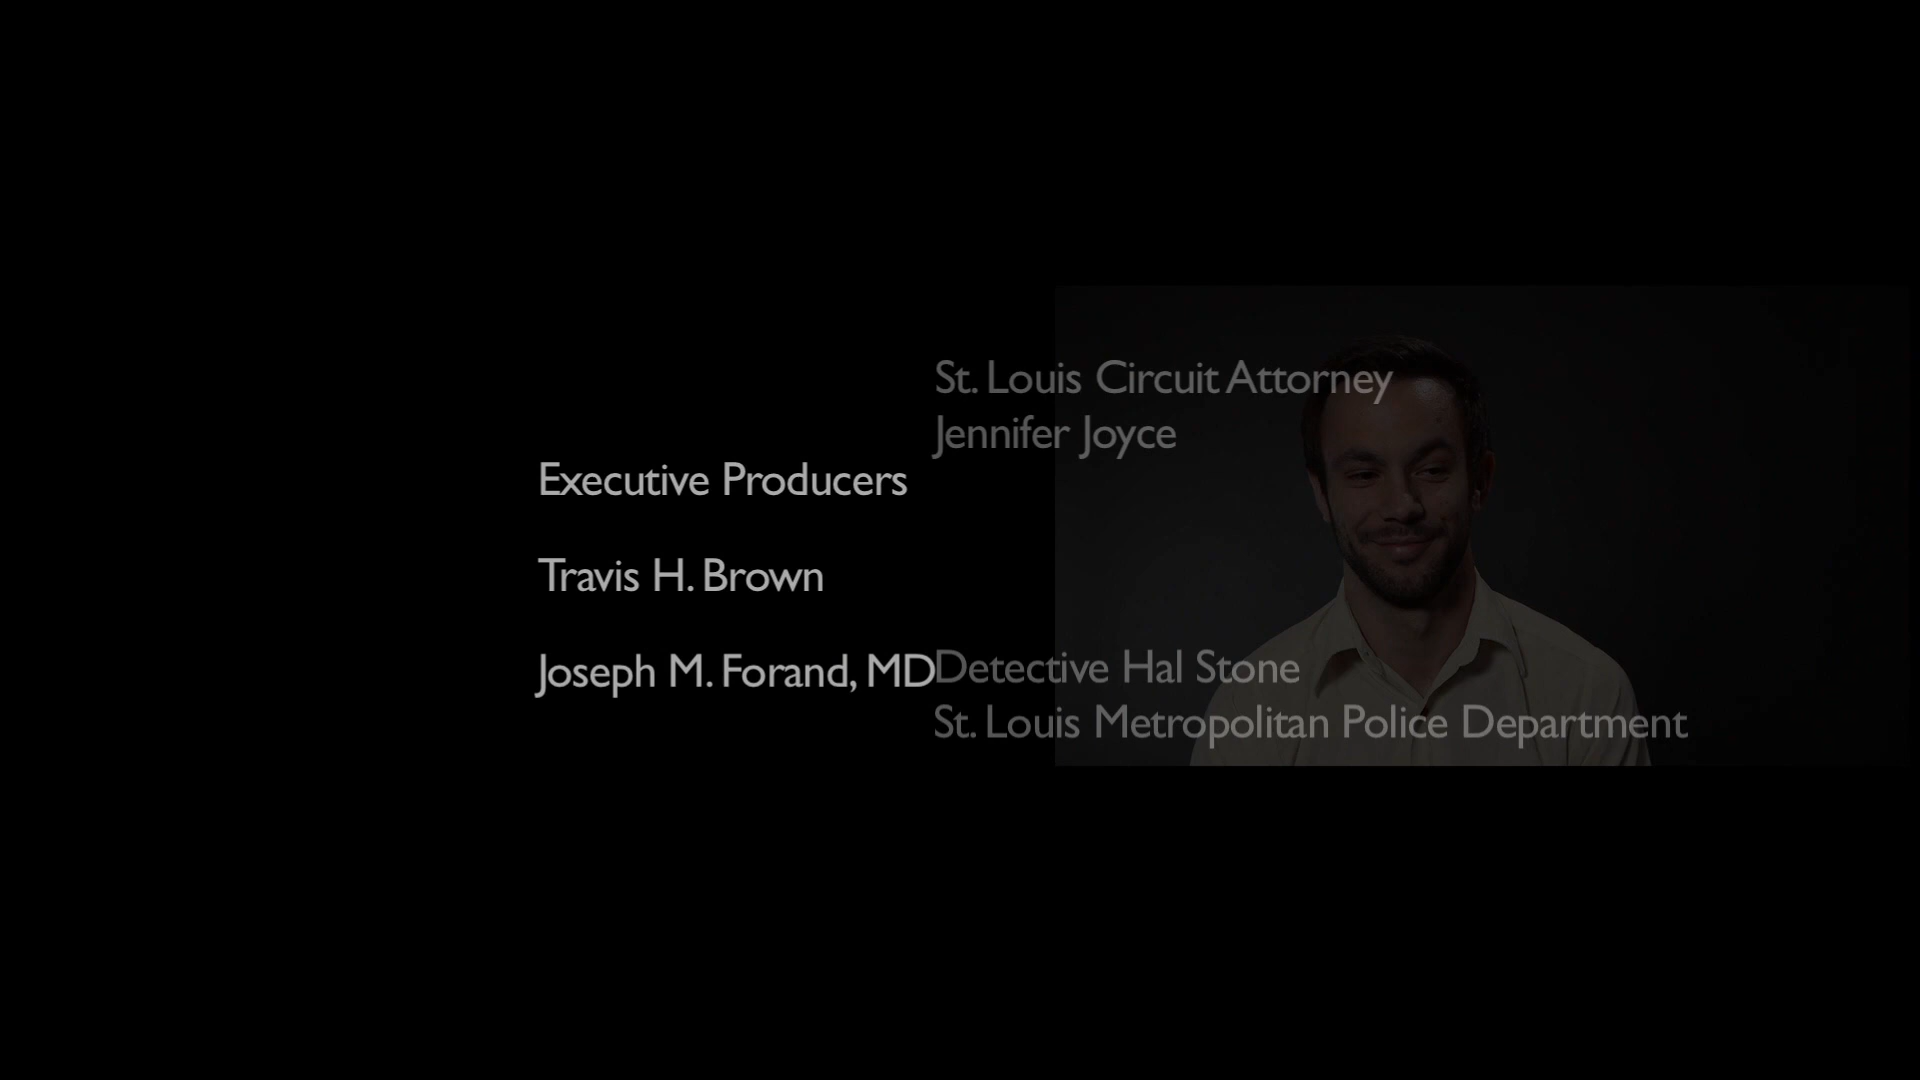 Executive Producers
Travis H. Brown
Joseph M. Forand, MD
St. Louis Circuit Attorney
Jennifer Joyce
Detective Hal Stone
St. Louis Metropolitan Police Department